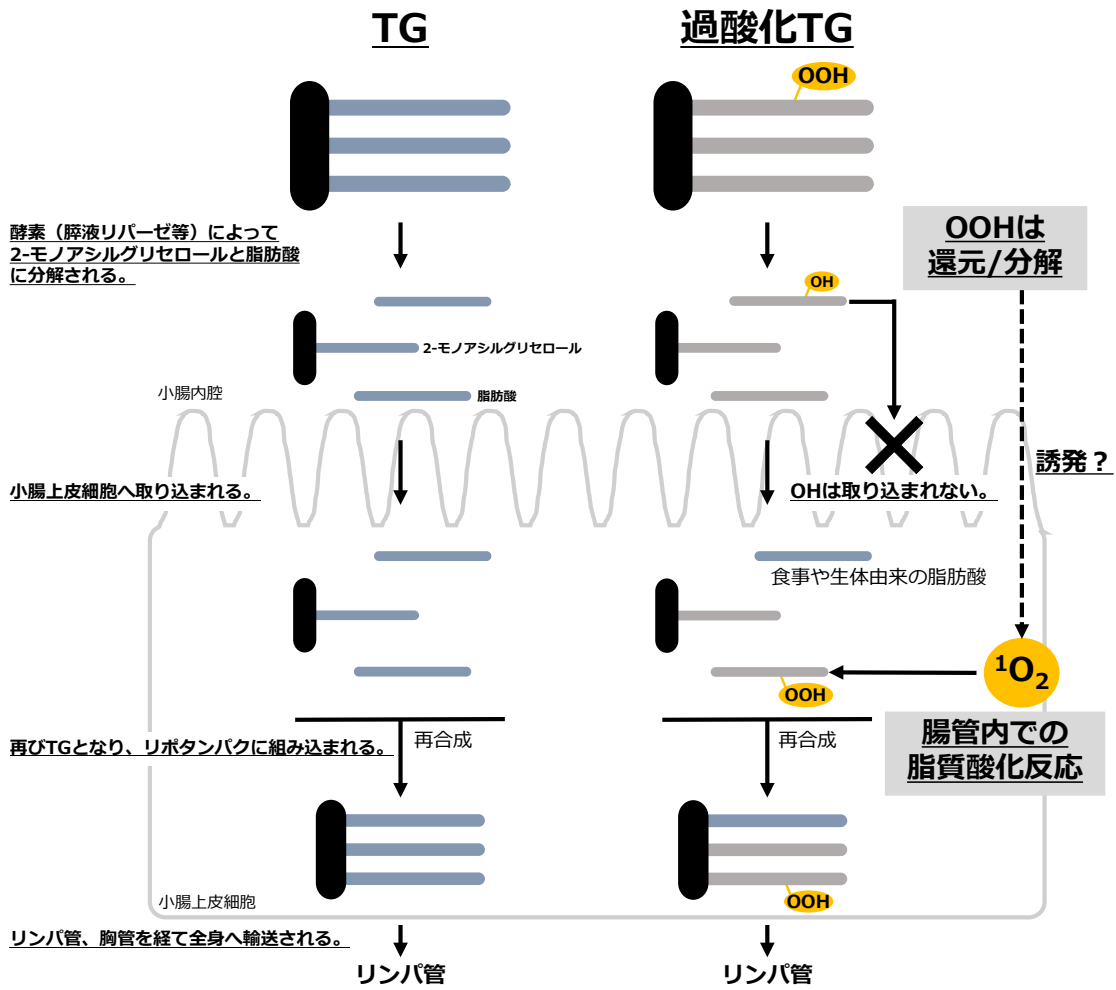 TG
過酸化TG
OOH
酵素（膵液リパーゼ等）によって
2-モノアシルグリセロールと脂肪酸
に分解される。
OOHは
還元/分解
OH
2-モノアシルグリセロール
脂肪酸
小腸内腔
誘発？
小腸上皮細胞へ取り込まれる。
OHは取り込まれない。
食事や生体由来の脂肪酸
¹O₂
OOH
再びTGとなり、リポタンパクに組み込まれる。
再合成
再合成
腸管内での
脂質酸化反応
OOH
小腸上皮細胞
リンパ管、胸管を経て全身へ輸送される。
リンパ管
リンパ管